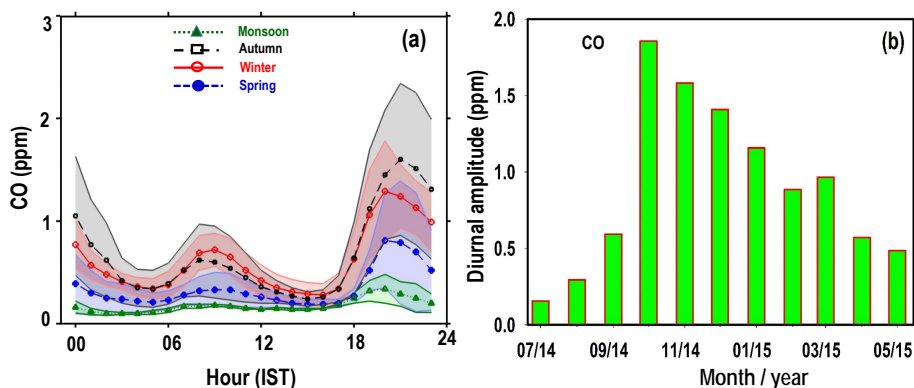 3
2
1
0
CO (ppm)
Monsoon
Autumn
Winter
Spring
(a)
00 06 12 18 24
Hour (IST)
2.0
1.5
1.0
0.5
0.0
Diurnal amplitude (ppm)
CO
(b)
07/14 09/14 11/14 01/15 03/15 05/15
Month / year